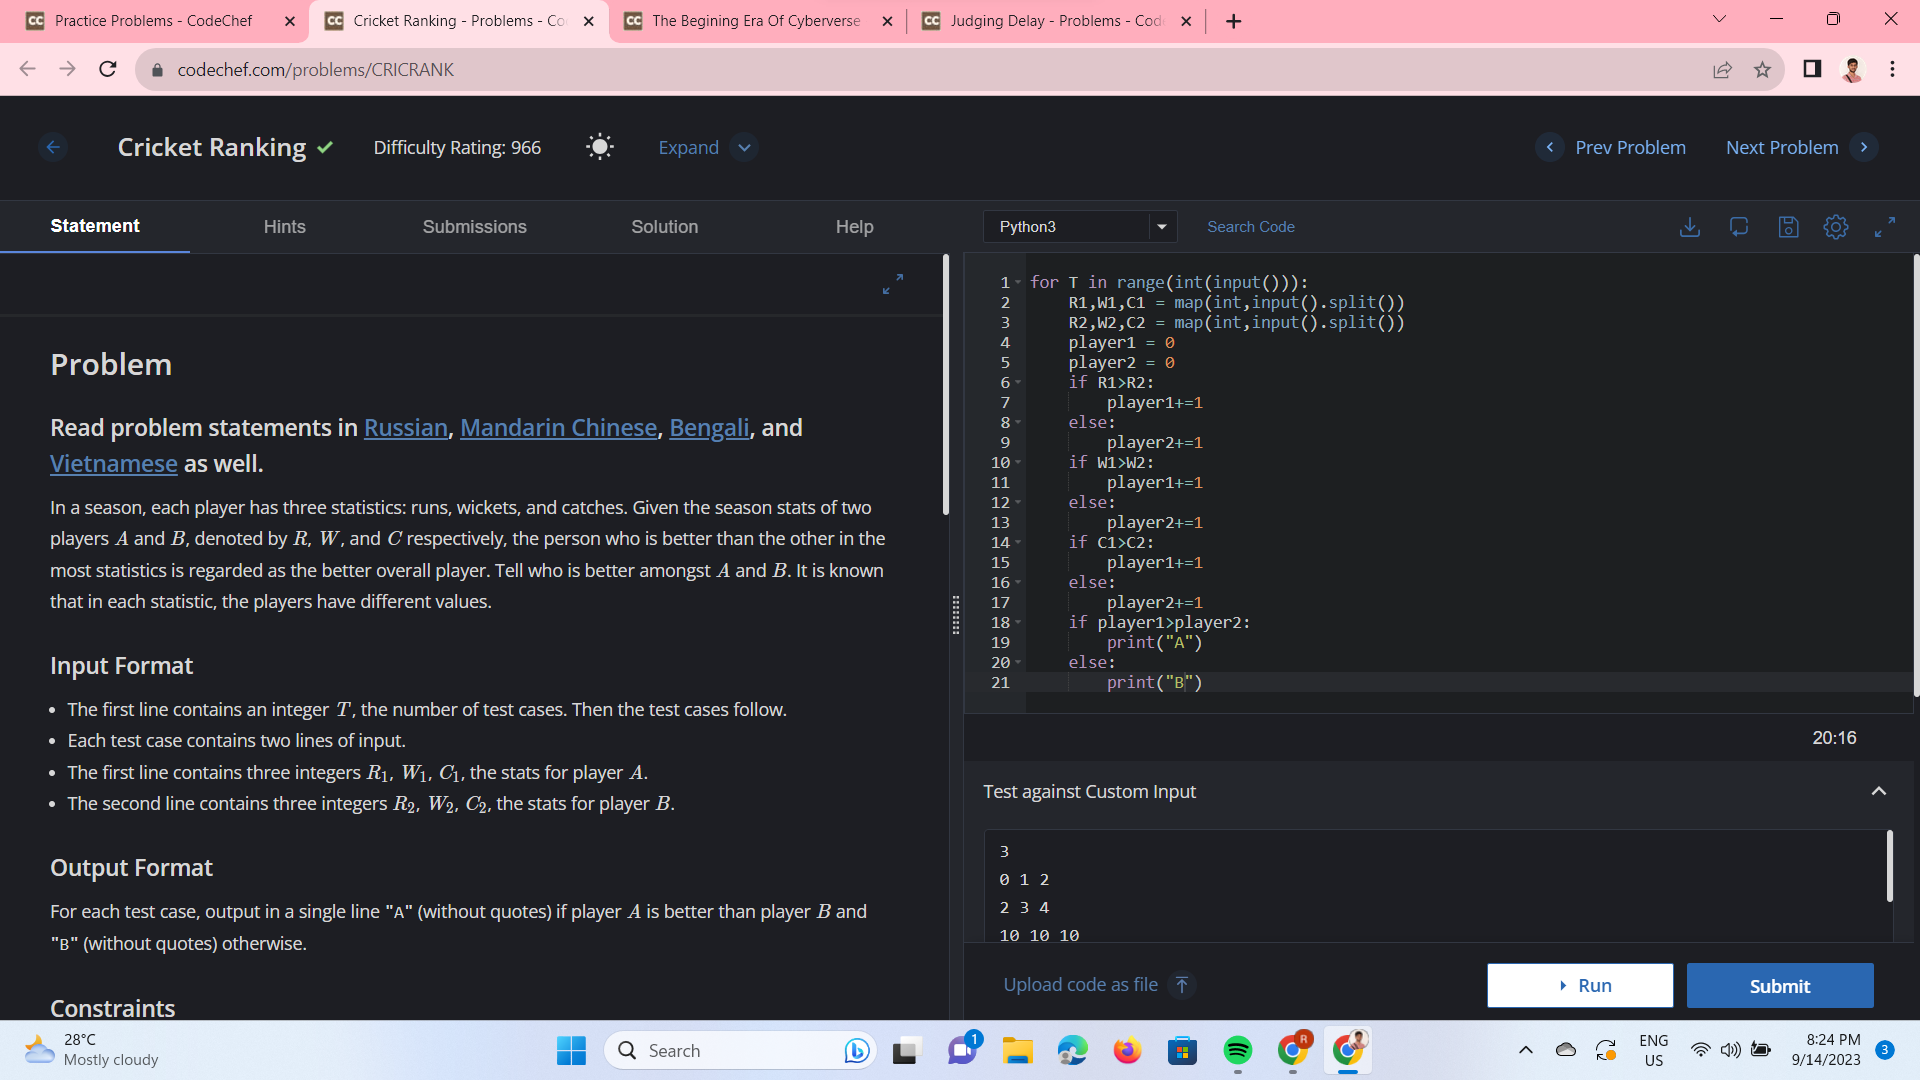 Practice Problems - CodeChef
Cricket Ranking - Problems - Co
The Begining Era Of Cyberverse
Judging Delay - Problems - Cod
codechef.com/problems/CRICRANK
Cricket Ranking
Difficulty Rating: 966
Expand
Prev Problem
Next Problem
Statement
Hints
Submissions
Solution
Help
Problem
Read problem statements in Russian, Mandarin Chinese, Bengali, and
Vietnamese as well.
In a season, each player has three statistics: runs, wickets, and catches. Given the season stats of two
players A and B, denoted by R, W, and C respectively, the person who is better than the other in the
most statistics is regarded as the better overall player. Tell who is better amongst A and B. It is known
that in each statistic, the players have different values.
Input Format
• The first line contains an integer T, the number of test cases. Then the test cases follow.
• Each test case contains two lines of input.
• The first line contains three integers R₁, W₁, C₁, the stats for player A.
• The second line contains three integers R₂, W₂, C₂, the stats for player B.
Output Format
For each test case, output in a single line "A" (without quotes) if player A is better than player B and
"B" (without quotes) otherwise.
Constraints
Python3
Search Code
1 for T in range(int(input())):
2     R1,W1,C1 = map(int,input().split())
3     R2,W2,C2 = map(int,input().split())
4     player1 = 0
5     player2 = 0
6     if R1>R2:
7         player1+=1
8     else:
9         player2+=1
10     if W1>W2:
11         player1+=1
12     else:
13         player2+=1
14     if C1>C2:
15         player1+=1
16     else:
17         player2+=1
18     if player1>player2:
19         print("A")
20     else:
21         print("B")
20:16
Test against Custom Input
3
0 1 2
2 3 4
10 10 10
Upload code as file
Run
Submit
28°C
Mostly cloudy
Search
1
R
ENG
US
8:24 PM
9/14/2023
3